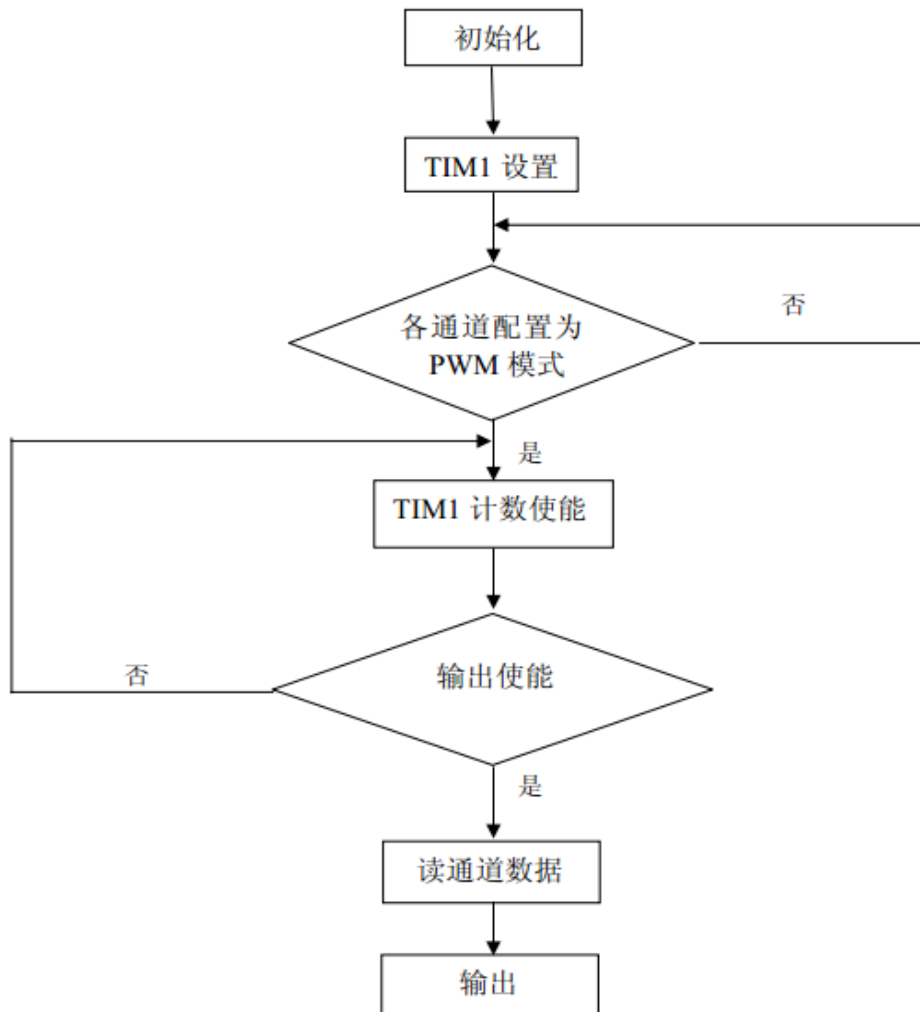 初始化
TIM1 设置
各通道配置为
PWM 模式
否
是
TIM1 计数使能
输出使能
否
是
读通道数据
输出